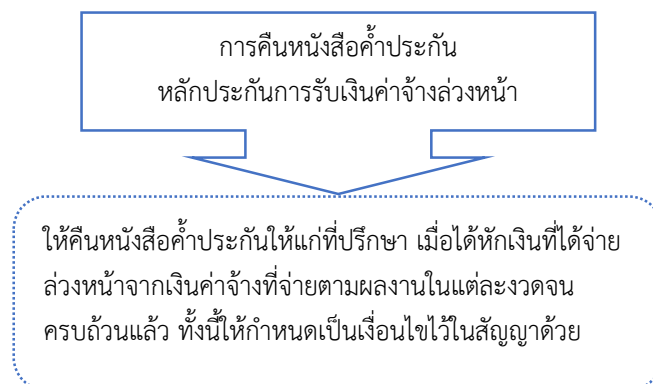 การคืนหนังสือค้ำประกัน
หลักประกันการรับเงินค่าจ้างล่วงหน้า
ให้คืนหนังสือค้ำประกันให้แก่ที่ปรึกษา เมื่อได้หักเงินที่ได้จ่าย
ล่วงหน้าจากเงินค่าจ้างที่จ่ายตามผลงานในแต่ละงวดจน
ครบถ้วนแล้ว ทั้งนี้ให้กำหนดเป็นเงื่อนไขไว้ในสัญญาด้วย